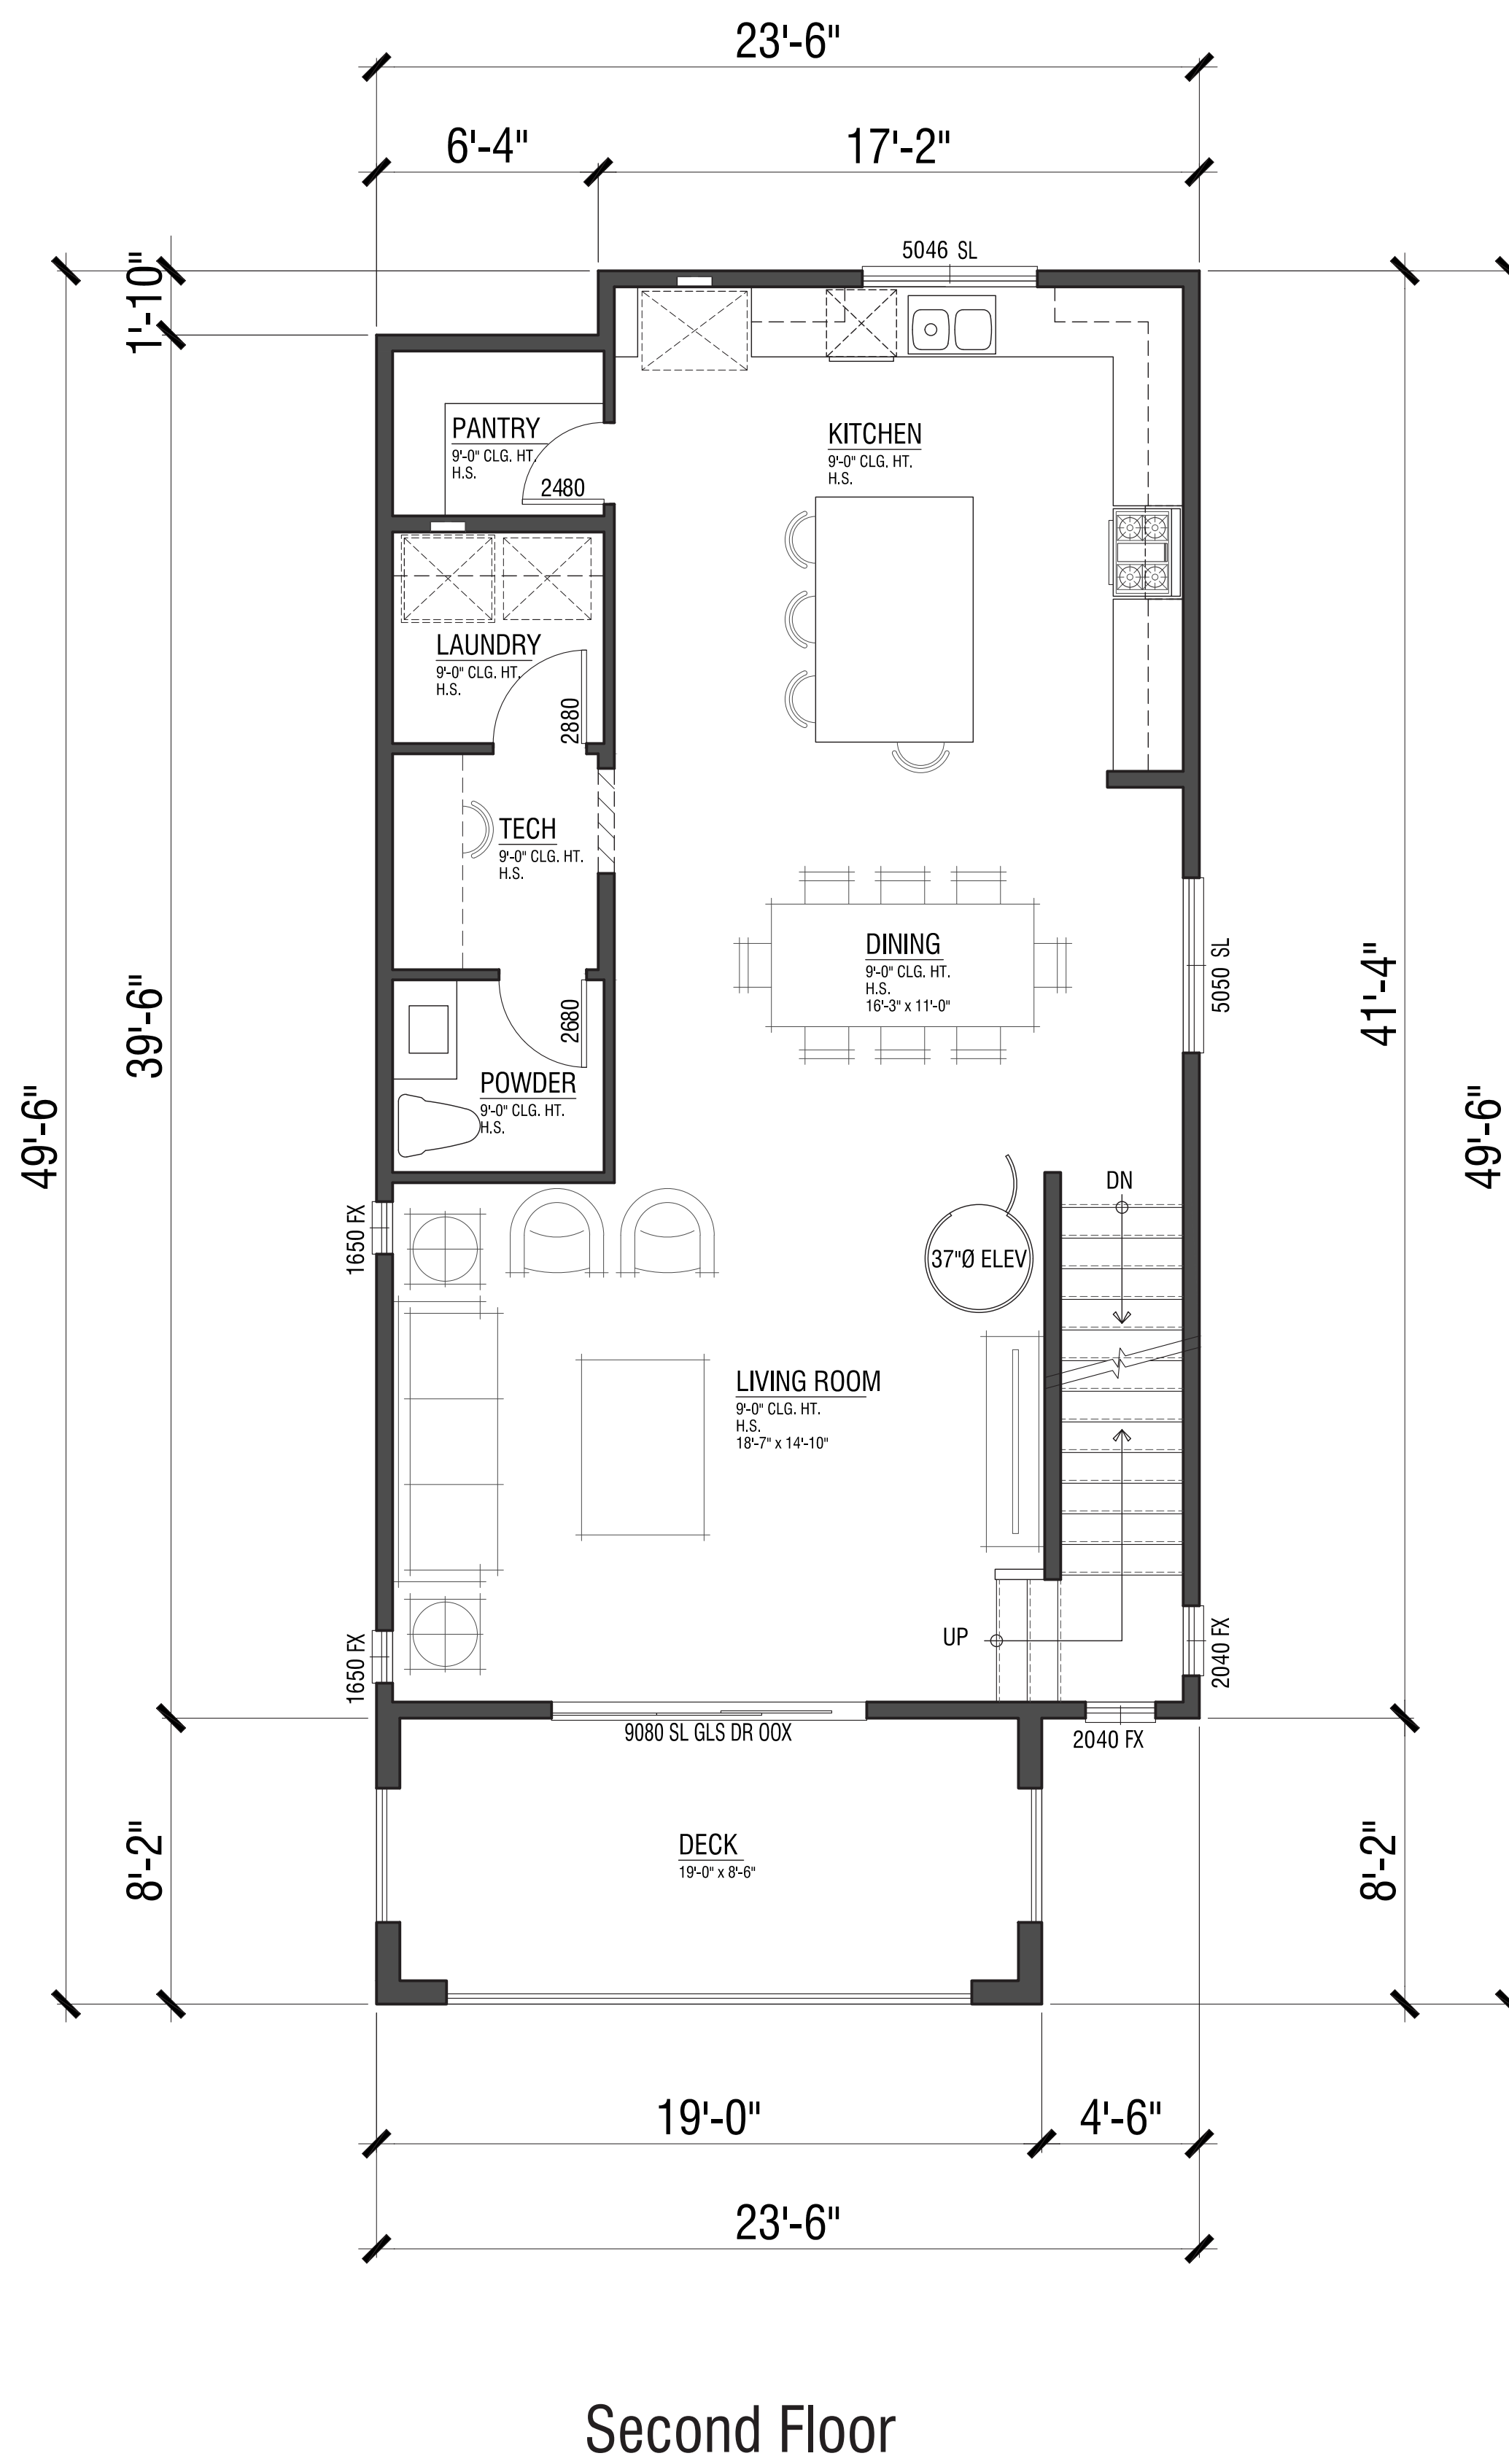 23'-6"
6'-4"
17'-2"
1'-10"
5046 SL
PANTRY
9'-0" CLG. HT.
H.S.
2480
KITCHEN
9'-0" CLG. HT.
H.S.
LAUNDRY
9'-0" CLG. HT.
H.S.
2880
TECH
9'-0" CLG. HT.
H.S.
DINING
9'-0" CLG. HT.
H.S.
16'-3" x 11'-0"
5050 SL
39'-6"
41'-4"
49'-6"
49'-6"
2680
POWDER
9'-0" CLG. HT.
H.S.
DN
1650 FX
37"Ø ELEV
LIVING ROOM
9'-0" CLG. HT.
H.S.
18'-7" x 14'-10"
UP
1650 FX
2040 FX
9080 SL GLS DR OOX
2040 FX
DECK
19'-0" x 8'-6"
8'-2"
8'-2"
19'-0"
4'-6"
23'-6"
Second Floor